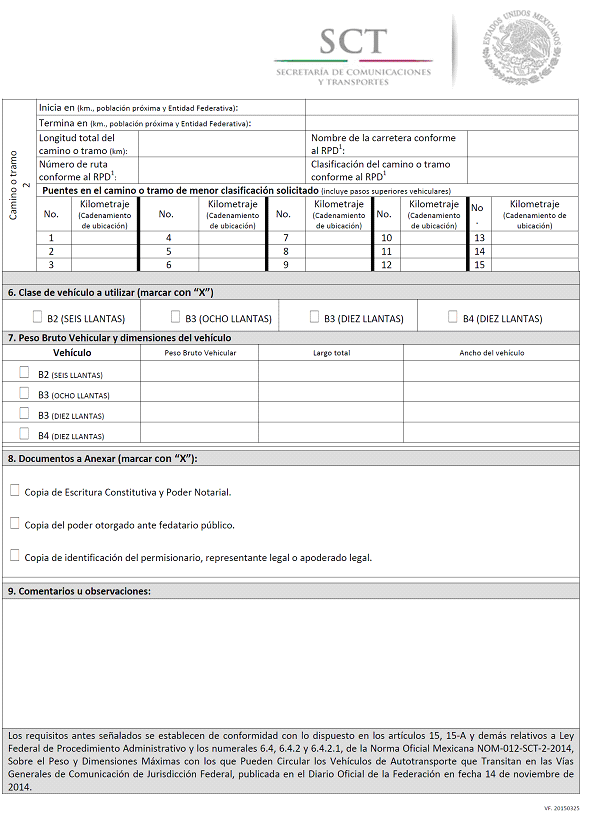 SCT
SECRETARÍA DE COMUNICACIONES
Y TRANSPORTES
ESTADOS UNIDOS MEXICANOS
Camino o tramo
2
Inicia en (km., población próxima y Entidad Federativa):
Termina en (km., población próxima y Entidad Federativa):
Longitud total del
camino o tramo (km):
Nombre de la carretera conforme
al RPD¹:
Número de ruta
conforme al RPD¹
Clasificación del camino o tramo
conforme al RPD¹
Puentes en el camino o tramo de menor clasificación solicitado (incluye pasos superiores vehiculares)
No. Kilometraje (Cadenamiento de ubicación) No. Kilometraje (Cadenamiento de ubicación) No. Kilometraje (Cadenamiento de ubicación) No. Kilometraje (Cadenamiento de ubicación) No . Kilometraje (Cadenamiento de ubicación)
1 4 7 10 13
2 5 8 11 14
3 6 9 12 15
6. Clase de vehículo a utilizar (marcar con “X”)
B2 (SEIS LLANTAS) B3 (OCHO LLANTAS) B3 (DIEZ LLANTAS) B4 (DIEZ LLANTAS)
7. Peso Bruto Vehicular y dimensiones del vehículo
Vehículo Peso Bruto Vehicular Largo total Ancho del vehículo
B2 (SEIS LLANTAS)
B3 (OCHO LLANTAS)
B3 (DIEZ LLANTAS)
B4 (DIEZ LLANTAS)
8. Documentos a Anexar (marcar con “X”):
Copia de Escritura Constitutiva y Poder Notarial.
Copia del poder otorgado ante fedatario público.
Copia de identificación del permisionario, representante legal o apoderado legal.
9. Comentarios u observaciones:
Los requisitos antes señalados se establecen de conformidad con lo dispuesto en los artículos 15, 15-A y demás relativos a Ley
Federal de Procedimiento Administrativo y los numerales 6.4, 6.4.2 y 6.4.2.1, de la Norma Oficial Mexicana NOM-012-SCT-2-2014,
Sobre el Peso y Dimensiones Máximas con los que Pueden Circular los Vehículos de Autotransporte que Transitan en las Vías
Generales de Comunicación de Jurisdicción Federal, publicada en el Diario Oficial de la Federación en fecha 14 de noviembre de
2014.
VF. 20150325